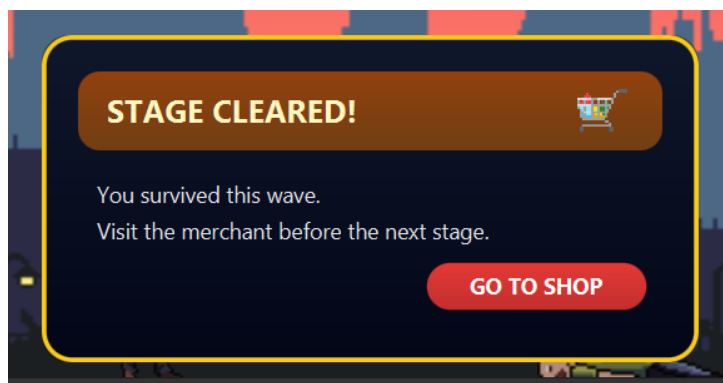 STAGE CLEARED!
You survived this wave.
Visit the merchant before the next stage.
GO TO SHOP